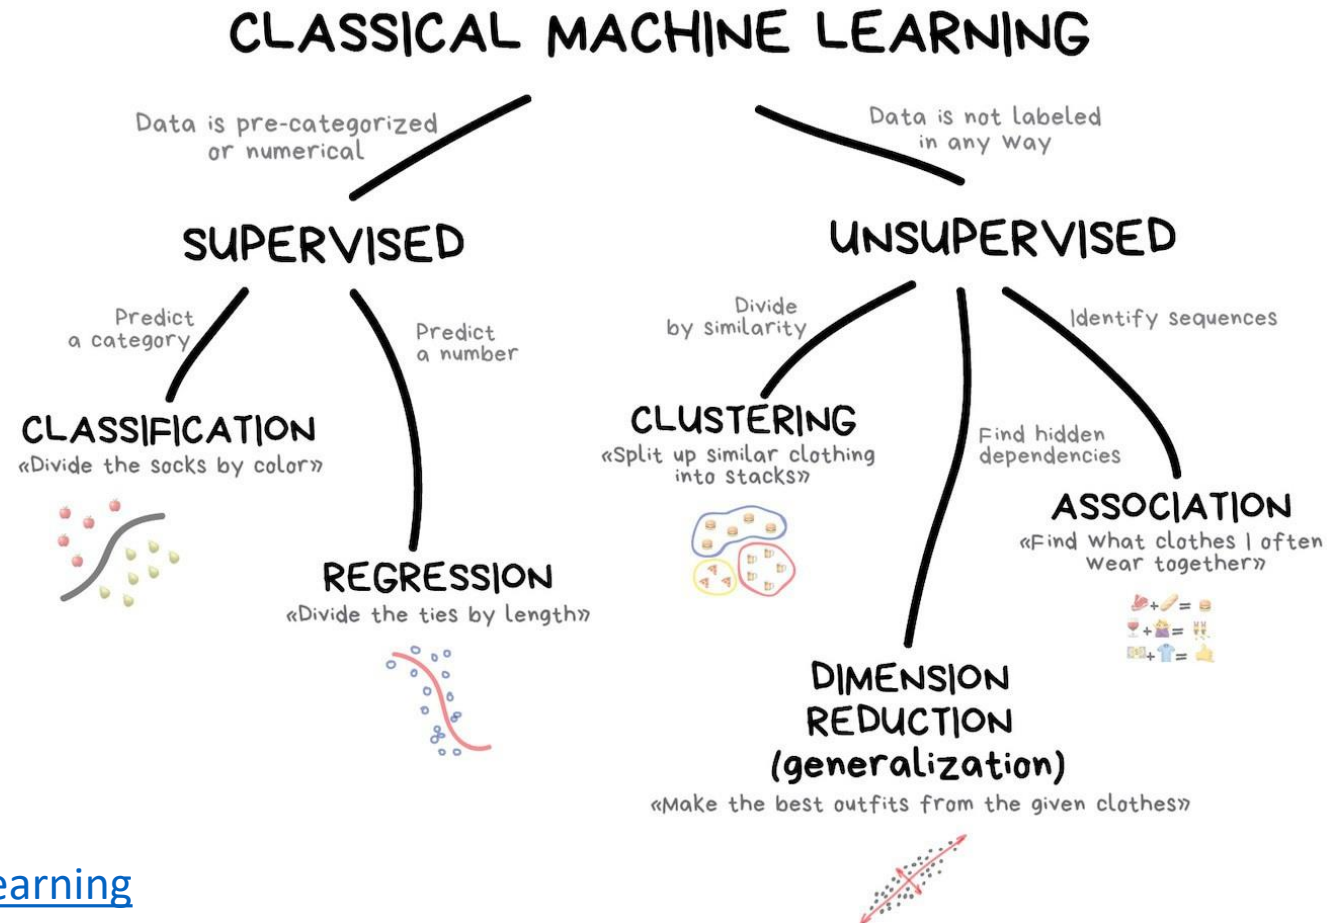 CLASSICAL MACHINE LEARNING
Data is pre-categorized
or numerical
Data is not labeled
in any way
SUPERVISED
UNSUPERVISED
Predict
a category
Predict
a number
Divide
by similarity
Identify sequences
CLASSIFICATION
«Divide the socks by color»
CLUSTERING
«Split up similar clothing
into stacks»
Find hidden
dependencies
ASSOCIATION
«Find what clothes I often
wear together»
REGRESSION
«Divide the ties by length»
+ =
+ =
+ =
DIMENSION
REDUCTION
(generalization)
«Make the best outfits from the given clothes»
earning